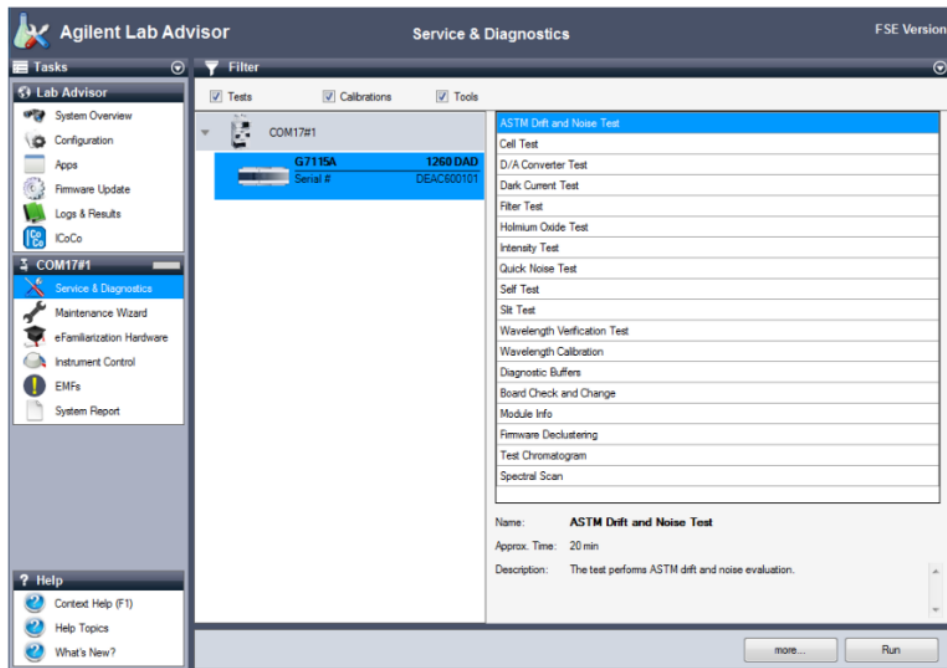 Agilent Lab Advisor
Service & Diagnostics
FSE Version
Tasks
Filter
Lab Advisor
System Overview
Configuration
Apps
Firmware Update
Logs & Results
ICoCo
COM17#1
Service & Diagnostics
Maintenance Wizard
eFamiliarization Hardware
Instrument Control
EMFs
System Report
? Help
Context Help (F1)
Help Topics
What's New?
Tests
Calibrations
Tools
COM17#1
G7115A 1260 DAD
Serial # DEAC600101
ASTM Drift and Noise Test
Cell Test
D/A Converter Test
Dark Current Test
Filter Test
Holmium Oxide Test
Intensity Test
Quick Noise Test
Self Test
Slit Test
Wavelength Verification Test
Wavelength Calibration
Diagnostic Buffers
Board Check and Change
Module Info
Firmware Declustering
Test Chromatogram
Spectral Scan
Name: ASTM Drift and Noise Test
Approx. Time: 20 min
Description: The test performs ASTM drift and noise evaluation.
more... Run